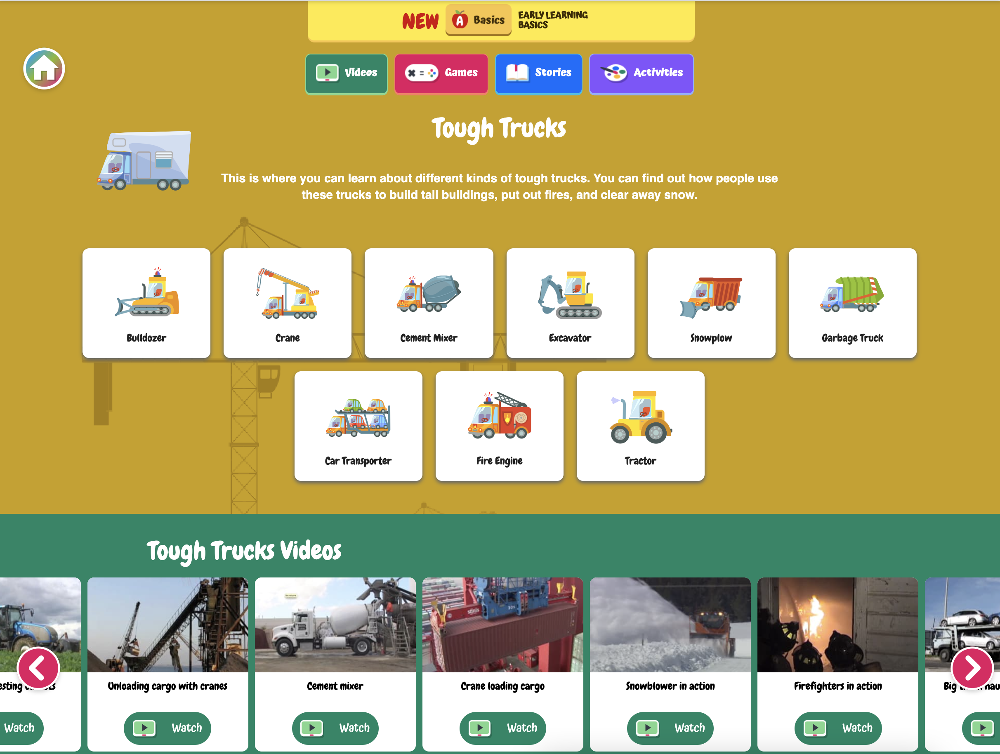 NEW
A
Basics
EARLY LEARNING
BASICS
Videos
Games
Stories
Activities
Tough Trucks
This is where you can learn about different kinds of tough trucks. You can find out how people use
these trucks to build tall buildings, put out fires, and clear away snow.
Bulldozer
Crane
Cement Mixer
Excavator
Snowplow
Garbage Truck
Car Transporter
Fire Engine
Tractor
Tough Trucks Videos
Unloading cargo with cranes
Cement mixer
Crane loading cargo
Snowblower in action
Firefighters in action
Big
Watch
Watch
Watch
Watch
Watch
Watch